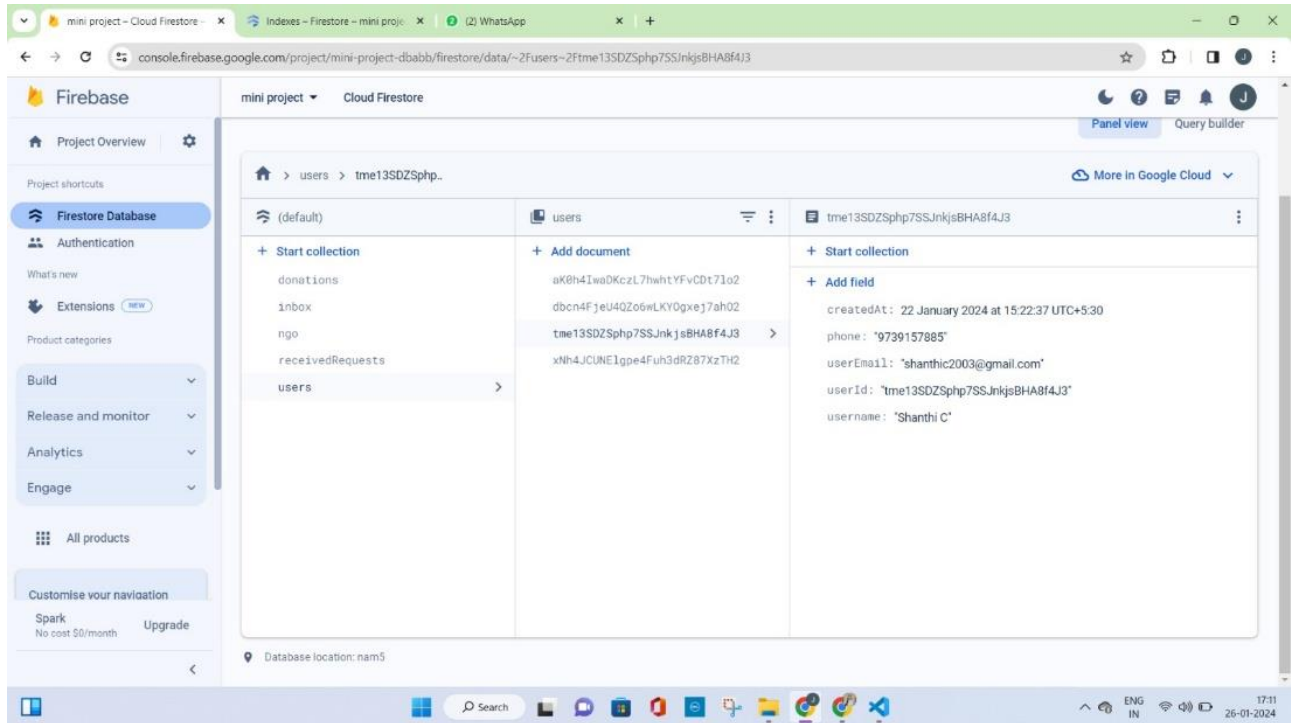 mini project – Cloud Firestore –
Indexes – Firestore – mini proje
(2) WhatsApp
console.firebase.google.com/project/mini-project-dbabb/firestore/data/~2Fusers~2Ftme13SDZSphp7SSJnkjsBHA8f4J3
Firebase
mini project
Cloud Firestore
J
Panel view
Query builder
Project Overview
Project shortcuts
Firestore Database
Authentication
What's new
Extensions NEW
Product categories
Build
Release and monitor
Analytics
Engage
All products
Customise your navigation
Spark
No cost $0/month
Upgrade
> users > tme13SDZSphp..
More in Google Cloud
(default)
+ Start collection
donations
inbox
ngo
receivedRequests
users
users
+ Add document
aK0h4IwaDKczL7hwhtYFvCDt7lo2
dbcn4FjeU4QZo6wLKYOgxej7ah02
tme13SDZSphp7SSJnkjsBHA8f4J3
xNh4JCUNElgpe4Fuh3dRZ87XzTH2
tme13SDZSphp7SSJnkjsBHA8f4J3
+ Start collection
+ Add field
createdAt: 22 January 2024 at 15:22:37 UTC+5:30
phone: "9739157885"
userEmail: "shanthic2003@gmail.com"
userId: "tme13SDZSphp7SSJnkjsBHA8f4J3"
username: "Shanthi C"
Database location: nam5
Search
ENG
IN
17:11
26-01-2024